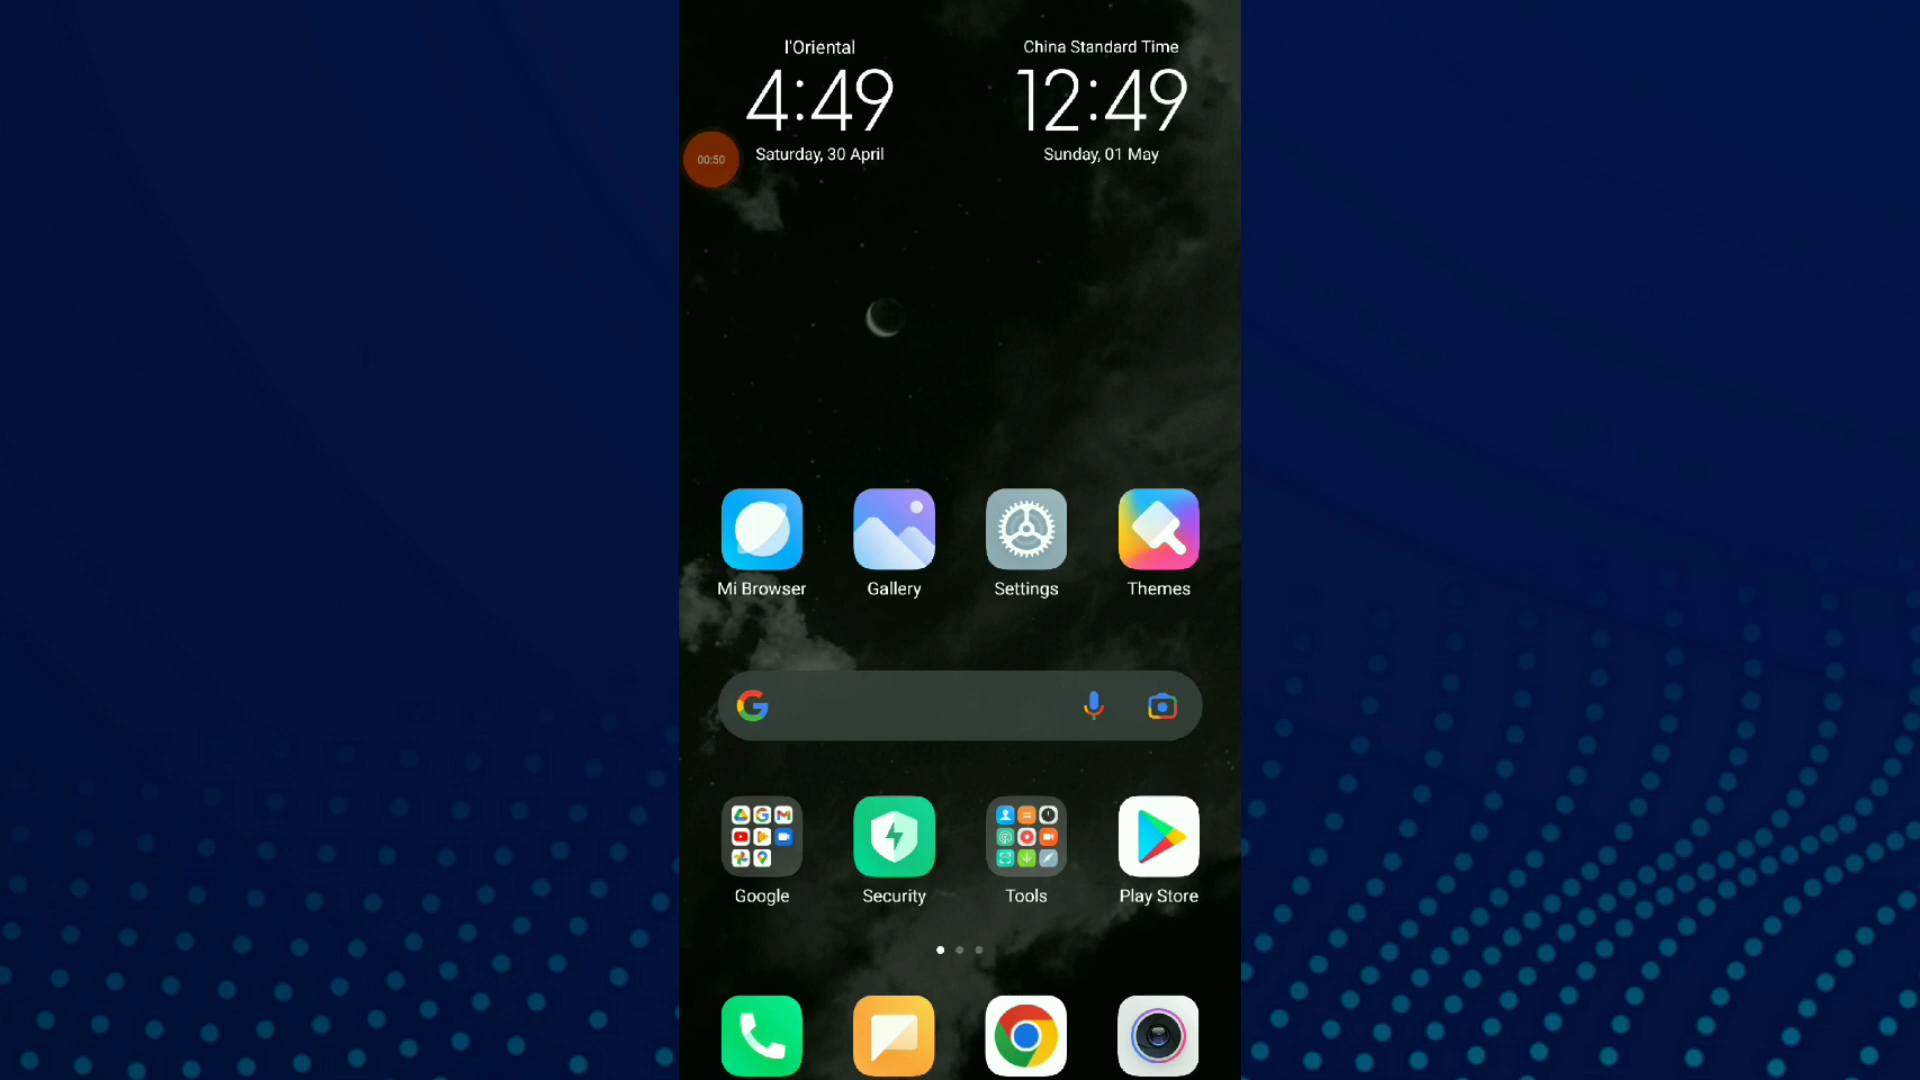 l'Oriental
China Standard Time
4:49
12:49
00:50
Saturday, 30 April
Sunday, 01 May
Mi Browser
Gallery
Settings
Themes
Google
Security
Tools
Play Store